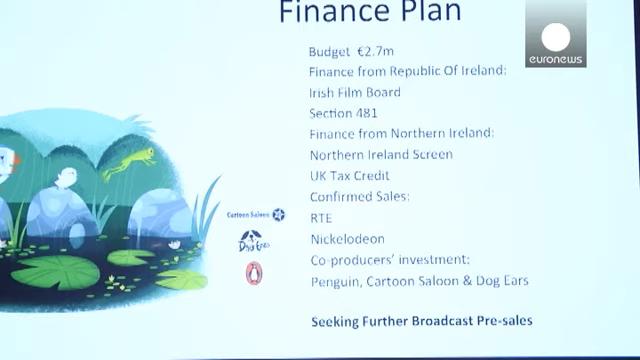 Finance Plan
euronews
Budget €2.7m
Finance from Republic Of Ireland:
Irish Film Board
Section 481
Finance from Northern Ireland:
Northern Ireland Screen
UK Tax Credit
Confirmed Sales:
RTE
Nickelodeon
Co-producers' investment:
Penguin, Cartoon Saloon & Dog Ears
Cartoon Saloon
Dog Ears
Seeking Further Broadcast Pre-sales